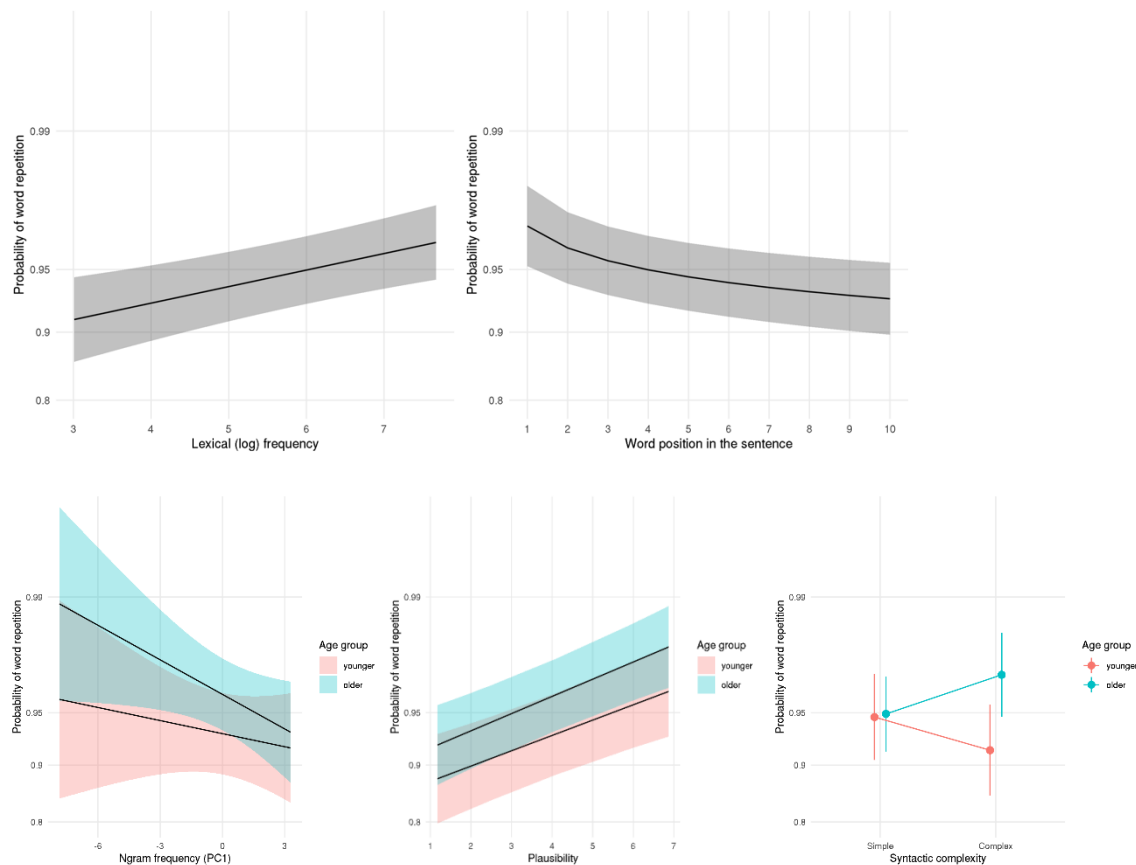 Probability of word repetition
0.99
0.95
0.9
0.8
3
4
5
6
7
Lexical (log) frequency
Probability of word repetition
0.99
0.95
0.9
0.8
1
2
3
4
5
6
7
8
9
10
Word position in the sentence
Probability of word repetition
0.99
0.95
0.9
0.8
-6
-3
0
3
Ngram frequency (PC1)
Age group
younger
older
Probability of word repetition
0.99
0.95
0.9
0.8
1
2
3
4
5
6
7
Plausibility
Age group
younger
older
Probability of word repetition
0.99
0.95
0.9
0.8
Simple
Complex
Syntactic complexity
Age group
younger
older